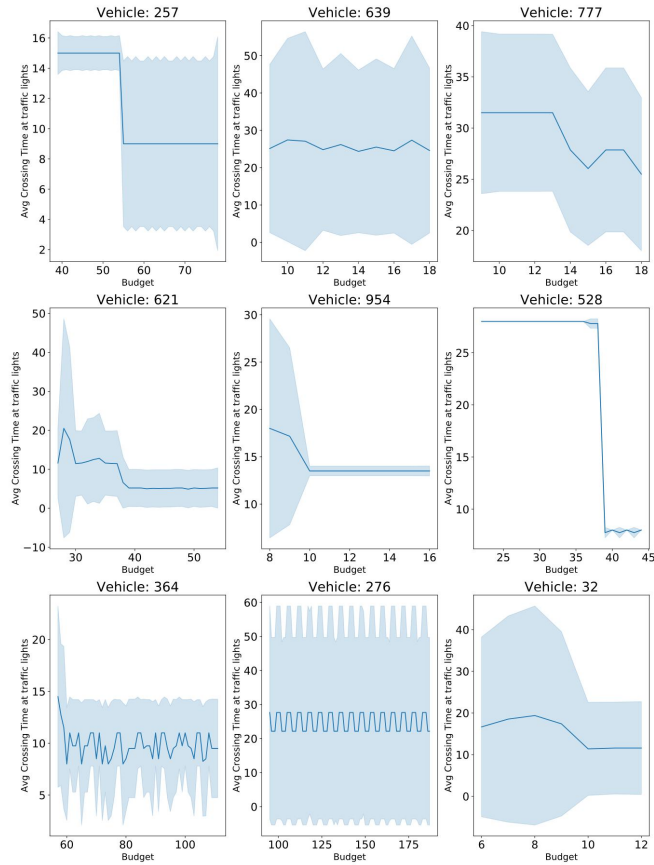 Vehicle: 257
Avg Crossing Time at traffic lights
16
14
12
10
8
6
4
2
40 50 60 70
Budget
Vehicle: 639
Avg Crossing Time at traffic lights
50
40
30
20
10
0
10 12 14 16 18
Budget
Vehicle: 777
Avg Crossing Time at traffic lights
40
35
30
25
20
10 12 14 16 18
Budget
Vehicle: 621
Avg Crossing Time at traffic lights
50
40
30
20
10
0
−10
30 40 50
Budget
Vehicle: 954
Avg Crossing Time at traffic lights
30
25
20
15
10
8 10 12 14 16
Budget
Vehicle: 528
Avg Crossing Time at traffic lights
25
20
15
10
25 30 35 40 45
Budget
Vehicle: 364
Avg Crossing Time at traffic lights
20
15
10
5
60 80 100
Budget
Vehicle: 276
Avg Crossing Time at traffic lights
60
50
40
30
20
10
0
100 125 150 175
Budget
Vehicle: 32
Avg Crossing Time at traffic lights
40
30
20
10
0
6 8 10 12
Budget